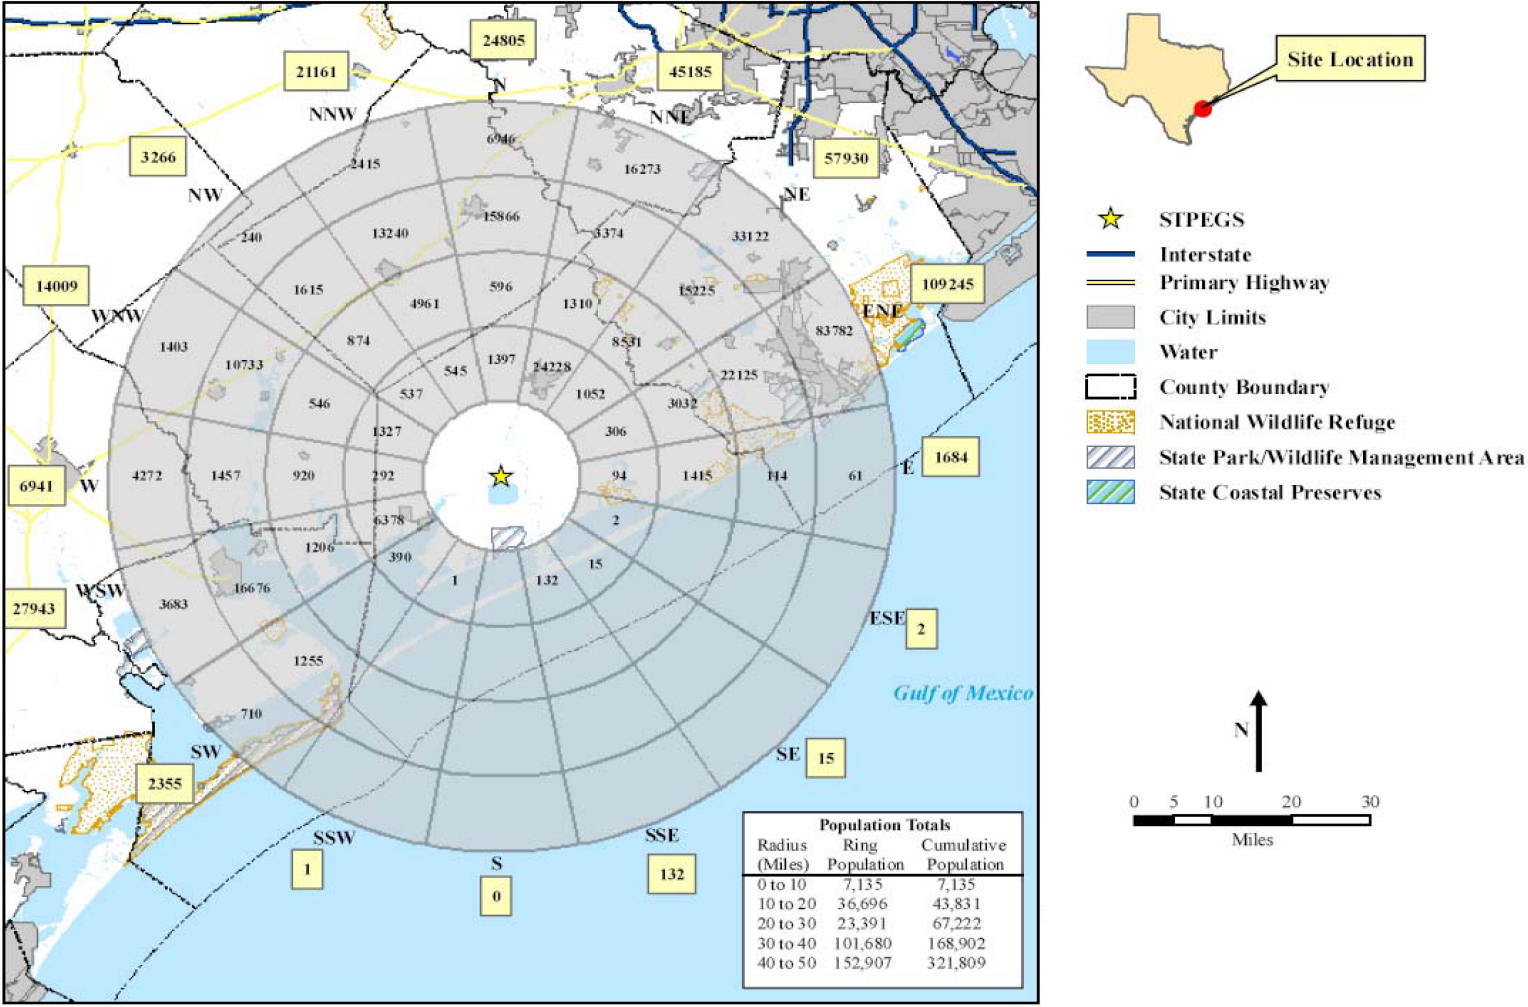 24805
21161
45185
Site Location
N
NNW
NNE
6946
3266
2415
16273
57930
NW
NE
15866
STPEGS
240
13240
3374
33122
Interstate
14009
1615
596
15225
109245
Primary Highway
4961
1310
WNW
ENE
City Limits
1403
874
8531
83782
Water
10733
545
1397
24228
22125
County Boundary
546
537
1052
3032
National Wildlife Refuge
1327
306
State Park/Wildlife Management Area
6941
W
4272
1457
920
292
94
1415
114
61
E
1684
State Coastal Preserves
6378
2
1206
390
1
132
15
27943
WSW
3683
16676
ESE
2
1255
Gulf of Mexico
710
SW
SE
15
N
2355
0 5 10 20 30
Miles
SSW
SSE
1
S
0
132
Population Totals
Radius Ring Cumulative
(Miles) Population Population
0 to 10 7,135 7,135
10 to 20 36,696 43,831
20 to 30 23,391 67,222
30 to 40 101,680 168,902
40 to 50 152,907 321,809